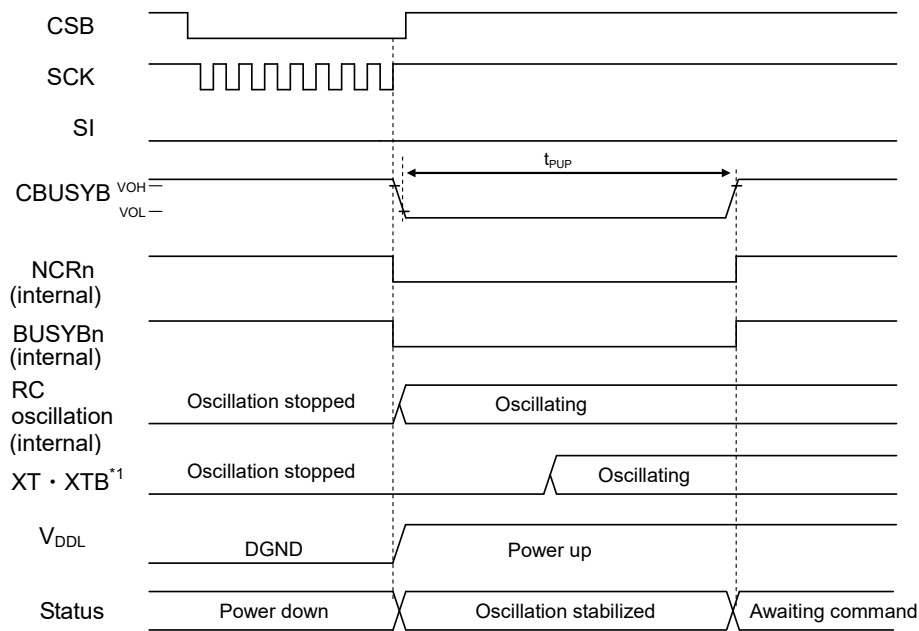 CSB
SCK
SI
tPUP
CBUSYB VOH
VOL
NCRn
(internal)
BUSYBn
(internal)
RC
oscillation
(internal)
Oscillation stopped Oscillating
XT・XTB*1
Oscillation stopped Oscillating
VDDL
DGND Power up
Status Power down Oscillation stabilized Awaiting command